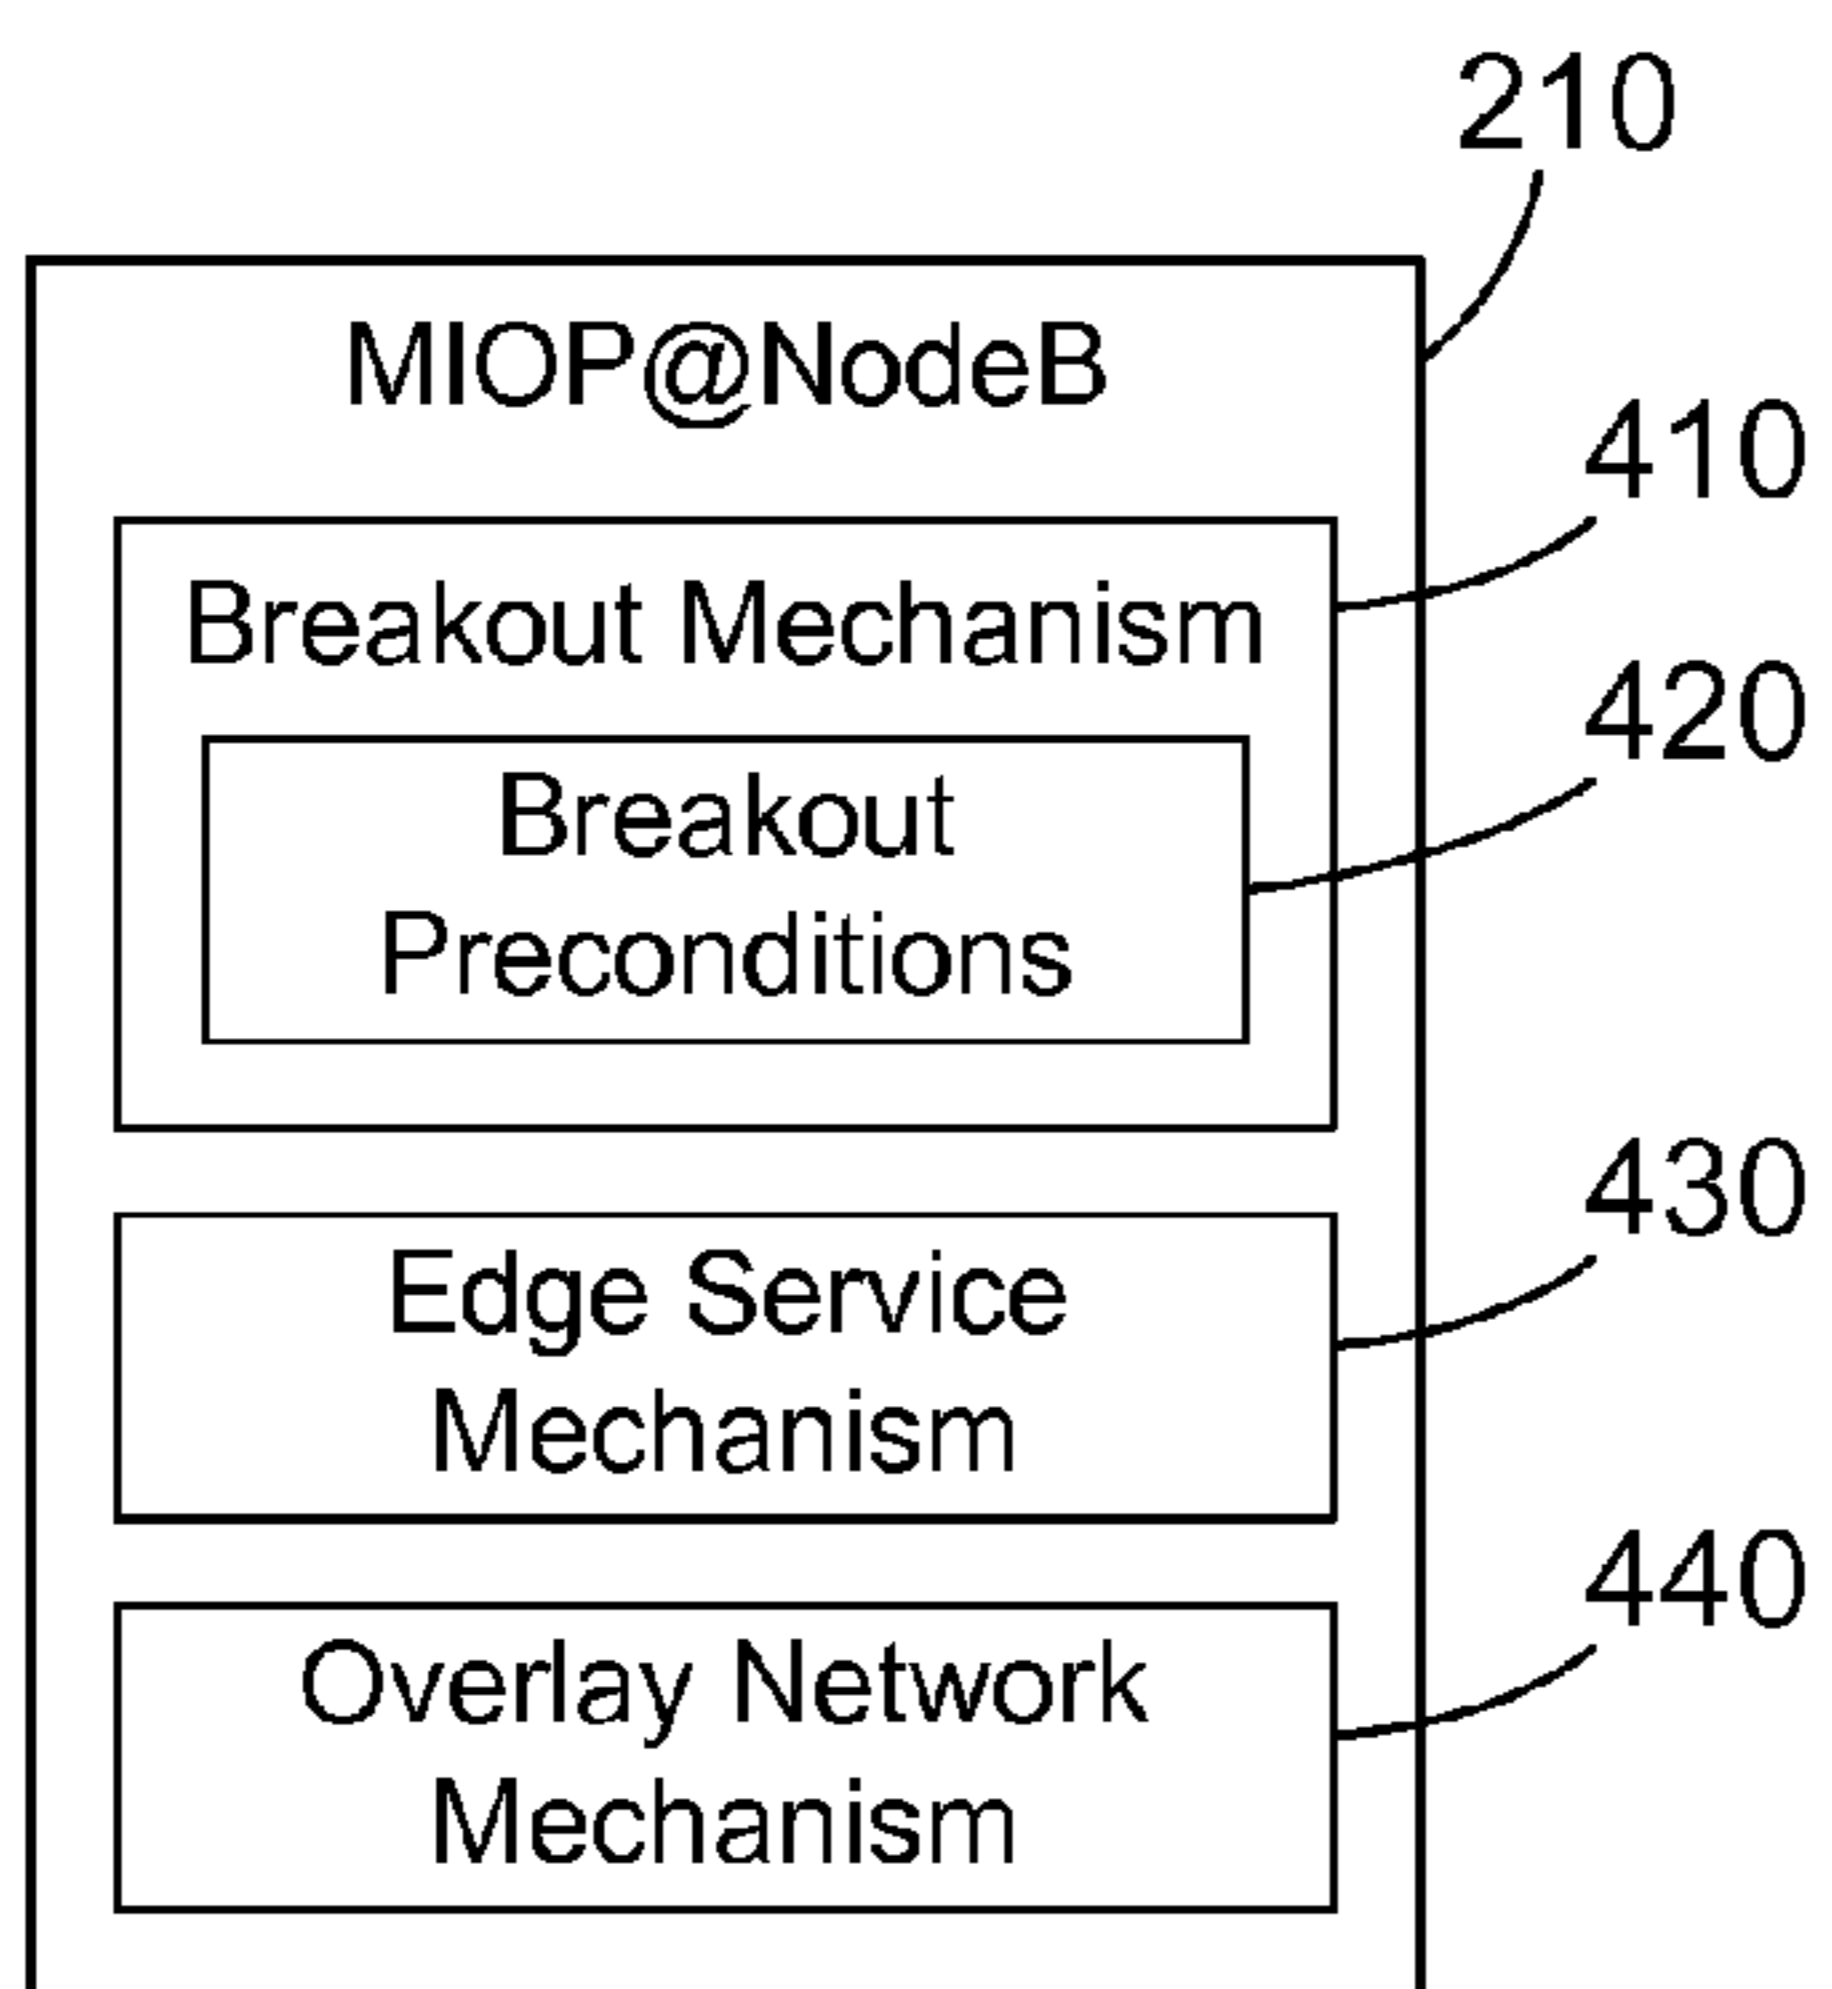 210
MIOP@NodeB
410
Breakout Mechanism
420
Breakout
Preconditions
430
Edge Service
Mechanism
440
Overlay Network
Mechanism